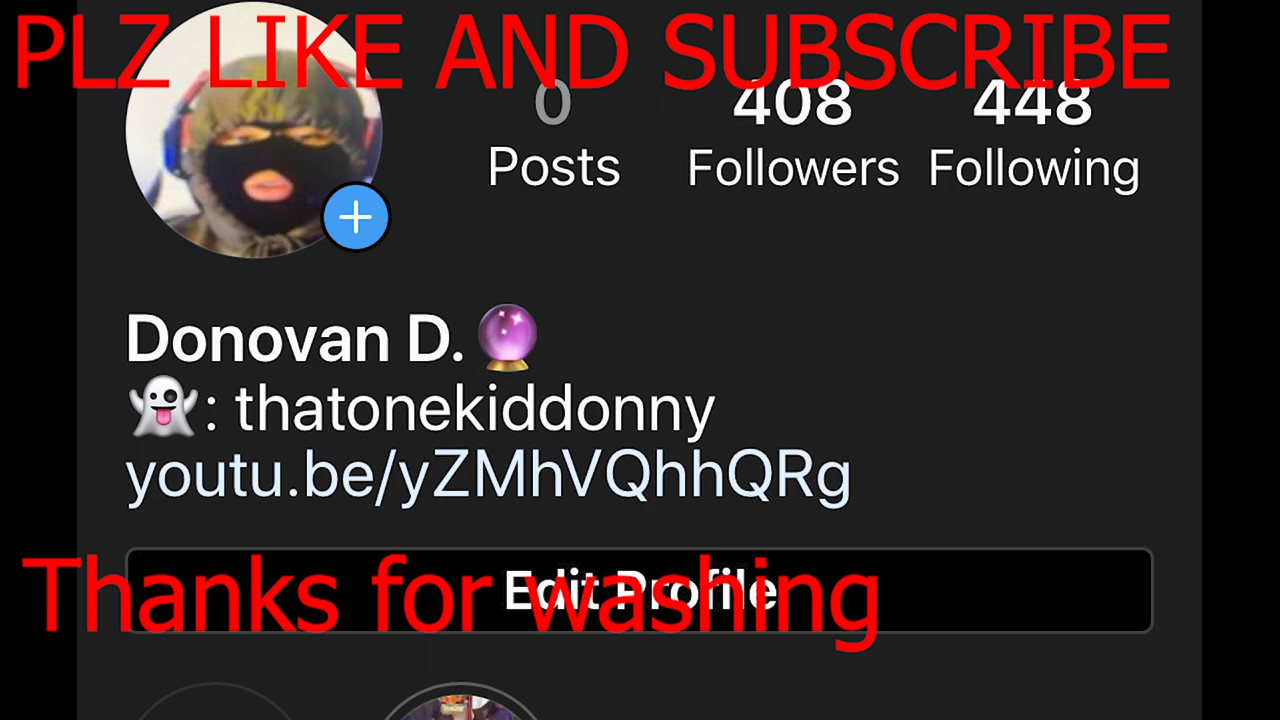 PLZ LIKE AND SUBSCRIBE
0 408 448
Posts Followers Following
Donovan D.🔮
👻: thatonekiddonny
youtu.be/yZMhVQhhQRg
Edit Profile
Thanks for washing